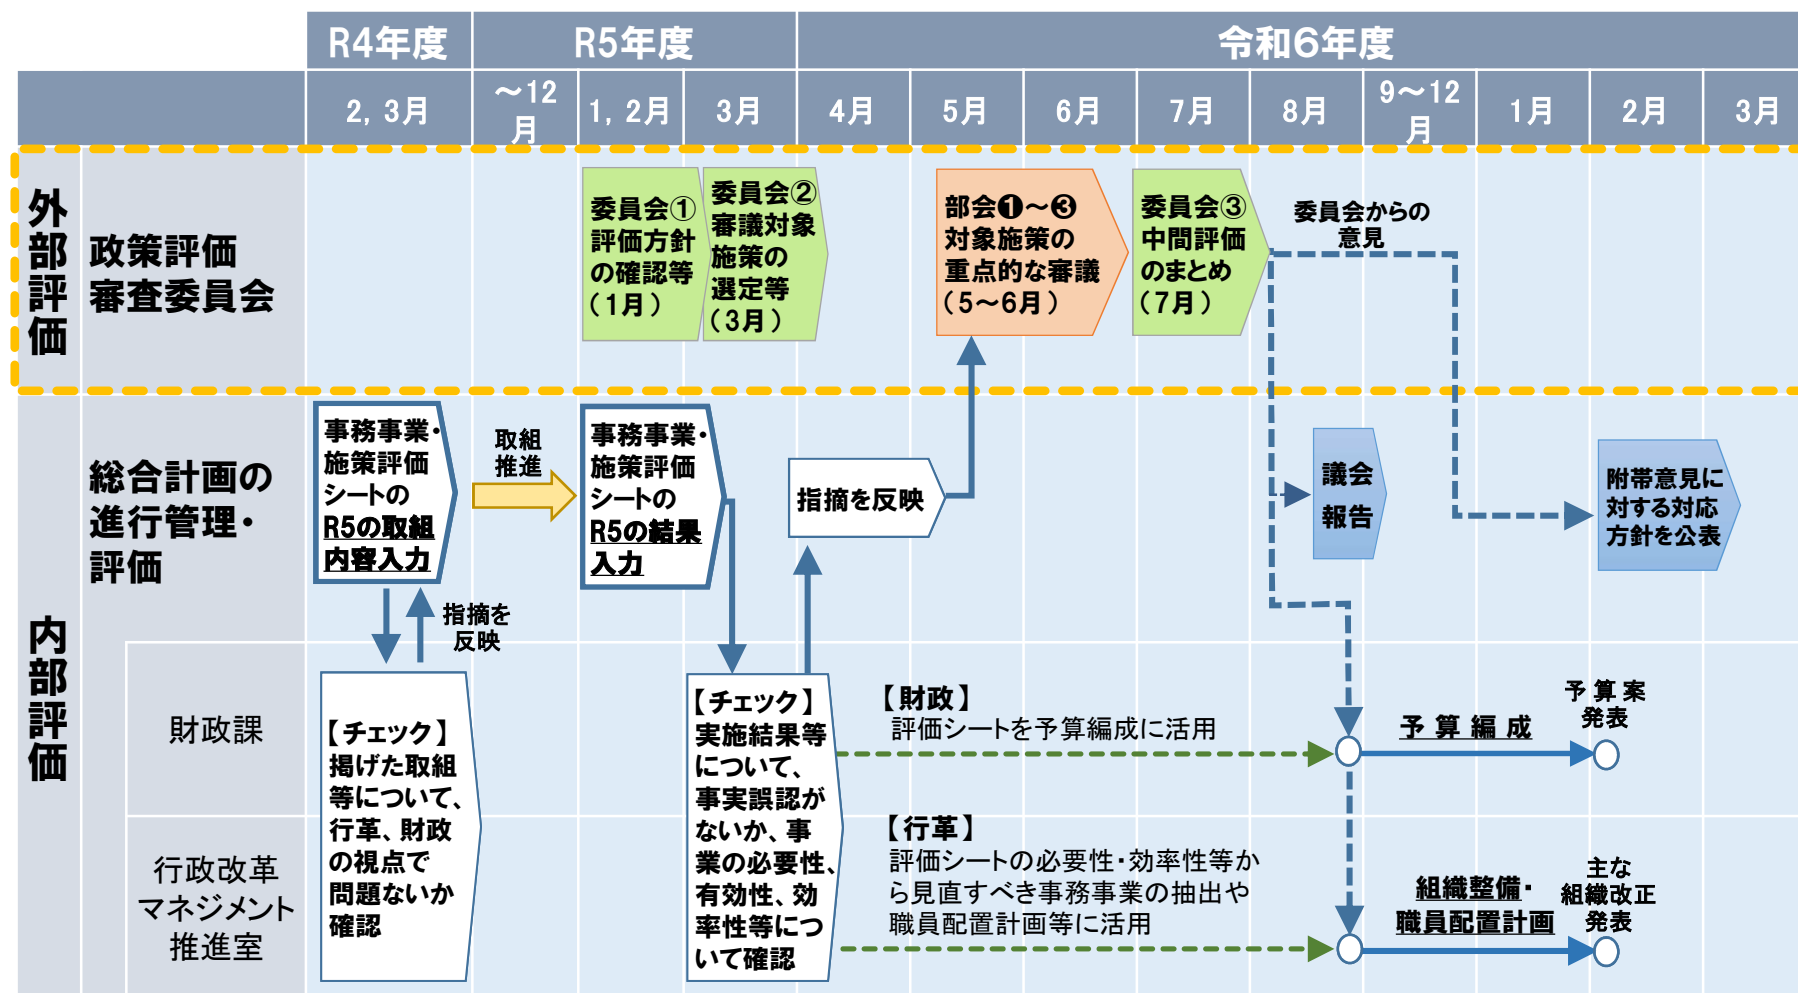 R4年度
R5年度
令和6年度
2, 3月
～12
月
1, 2月
3月
4月
5月
6月
7月
8月
9～12
月
1月
2月
3月
外部評価
政策評価
審査委員会
委員会①
評価方針
の確認等
（1月）
委員会②
審議対象
施策の
選定等
（3月）
部会❶～❸
対象施策の
重点的な審議
（5～6月）
委員会③
中間評価
のまとめ
（7月）
委員会からの
意見
内部評価
総合計画の
進行管理・
評価
事務事業・
施策評価
シートの
R5の取組
内容入力
取組
推進
事務事業・
施策評価
シートの
R5の結果
入力
指摘を反映
議会
報告
附帯意見に
対する対応
方針を公表
指摘を
反映
財政課
【チェック】
掲げた取組
等について、
行革、財政
の視点で
問題ないか
確認
【チェック】
実施結果等
について、
事実誤認が
ないか、事
業の必要性、
有効性、効
率性等につ
いて確認
【財政】
評価シートを予算編成に活用
予算編成
予算案
発表
行政改革
マネジメント
推進室
【行革】
評価シートの必要性・効率性等か
ら見直すべき事務事業の抽出や
職員配置計画等に活用
組織整備・
職員配置計画
主な
組織改正
発表